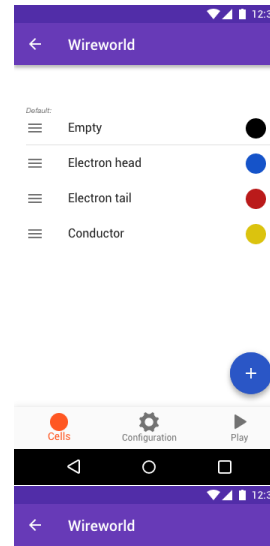 12:3
Wireworld
Default:
Empty
Electron head
Electron tail
Conductor
Cells Configuration Play
12:3
Wireworld